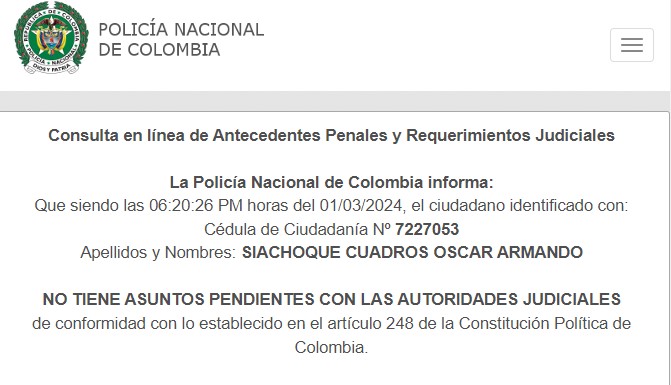 POLICÍA NACIONAL
DE COLOMBIA
Consulta en línea de Antecedentes Penales y Requerimientos Judiciales
La Policía Nacional de Colombia informa:
Que siendo las 06:20:26 PM horas del 01/03/2024, el ciudadano identificado con:
Cédula de Ciudadanía Nº 7227053
Apellidos y Nombres: SIACHOQUE CUADROS OSCAR ARMANDO
NO TIENE ASUNTOS PENDIENTES CON LAS AUTORIDADES JUDICIALES
de conformidad con lo establecido en el artículo 248 de la Constitución Política de
Colombia.